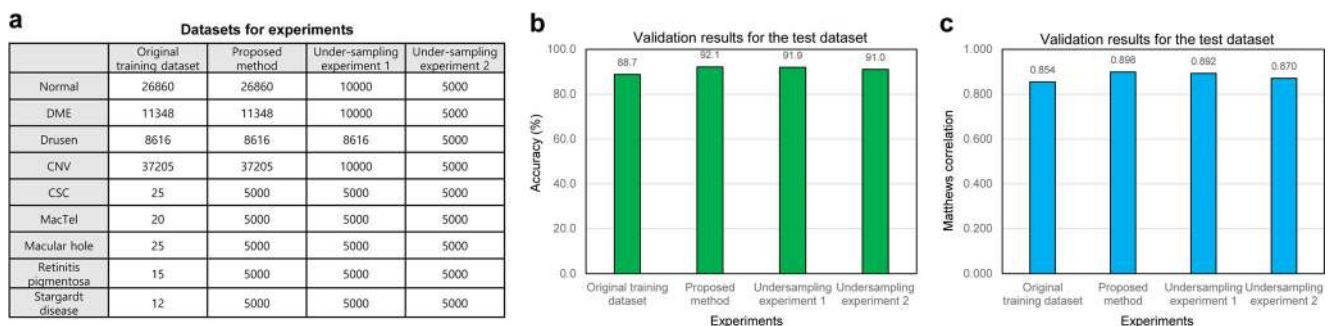 a
Datasets for experiments
Original training dataset Proposed method Under-sampling experiment 1 Under-sampling experiment 2
Normal 26860 26860 10000 5000
DME 11348 11348 10000 5000
Drusen 8616 8616 8616 5000
CNV 37205 37205 10000 5000
CSC 25 5000 5000 5000
MacTel 20 5000 5000 5000
Macular hole 25 5000 5000 5000
Retinitis pigmentosa 15 5000 5000 5000
Stargardt disease 12 5000 5000 5000
b
Validation results for the test dataset
100.0
80.0
60.0
40.0
20.0
0.0
Accuracy (%)
88.7 92.1 91.9 91.0
Original training dataset Proposed method Undersampling experiment 1 Undersampling experiment 2
Experiments
c
Validation results for the test dataset
1.000
0.800
0.600
0.400
0.200
0.000
Matthews correlation
0.854 0.898 0.892 0.870
Original training dataset Proposed method Undersampling experiment 1 Undersampling experiment 2
Experiments